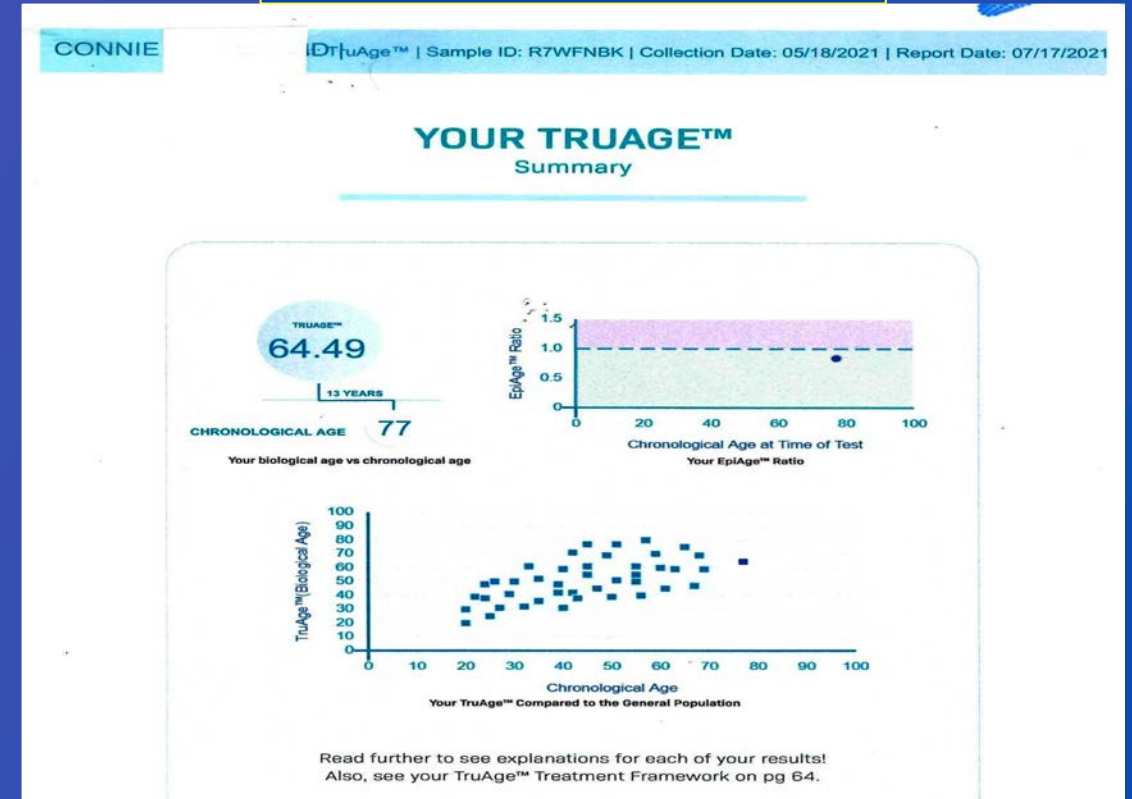 CONNIE
TruAge™ | Sample ID: R7WFNBK | Collection Date: 05/18/2021 | Report Date: 07/17/2021
YOUR TRUAGE™
Summary
TRUAGE™
64.49
13 YEARS
CHRONOLOGICAL AGE 77
Your biological age vs chronological age
EpiAge™ Ratio
1.5
1.0
0.5
0
0 20 40 60 80 100
Chronological Age at Time of Test
Your EpiAge™ Ratio
TruAge™(Biological Age)
100
90
80
70
60
50
40
30
20
10
0
0 10 20 30 40 50 60 70 80 90 100
Chronological Age
Your TruAge™ Compared to the General Population
Read further to see explanations for each of your results!
Also, see your TruAge™ Treatment Framework on pg 64.